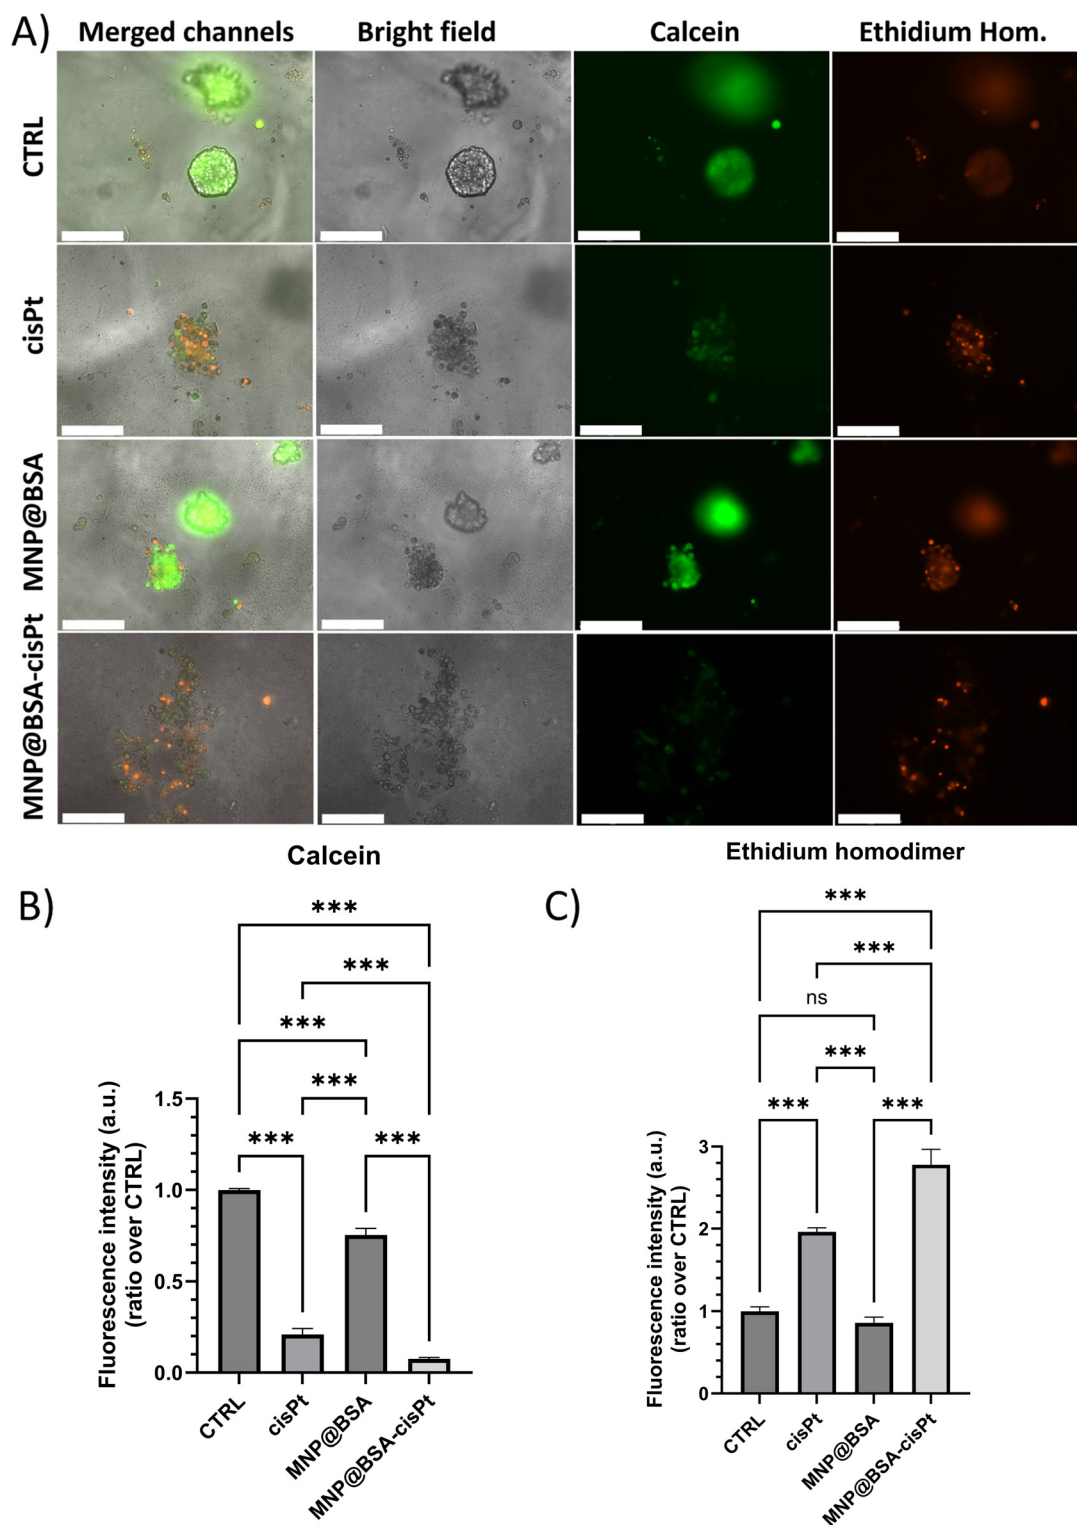 A)
Merged channels
Bright field
Calcein
Ethidium Hom.
CTRL
cisPt
MNP@BSA
MNP@BSA-cisPt
Calcein
B)
***
***
***
***
***
***
Fluorescence intensity (a.u.)
(ratio over CTRL)
1.5
1.0
0.5
0.0
CTRL
cisPt
MNP@BSA
MNP@BSA-cisPt
Ethidium homodimer
C)
***
***
ns
***
***
***
Fluorescence intensity (a.u.)
(ratio over CTRL)
3
2
1
0
CTRL
cisPt
MNP@BSA
MNP@BSA-cisPt